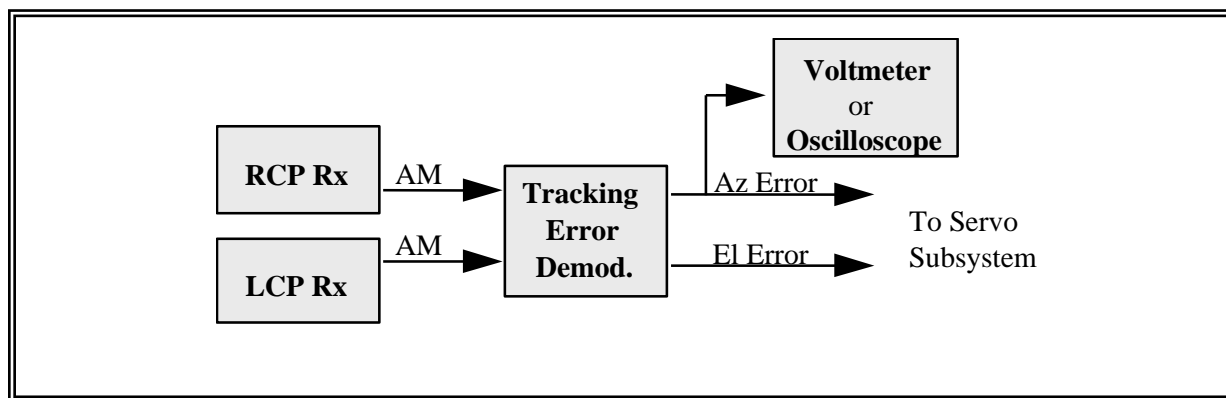 Voltmeter
or
Oscilloscope
RCP Rx
AM
Tracking
Error
Demod.
Az Error
To Servo
Subsystem
LCP Rx
AM
El Error